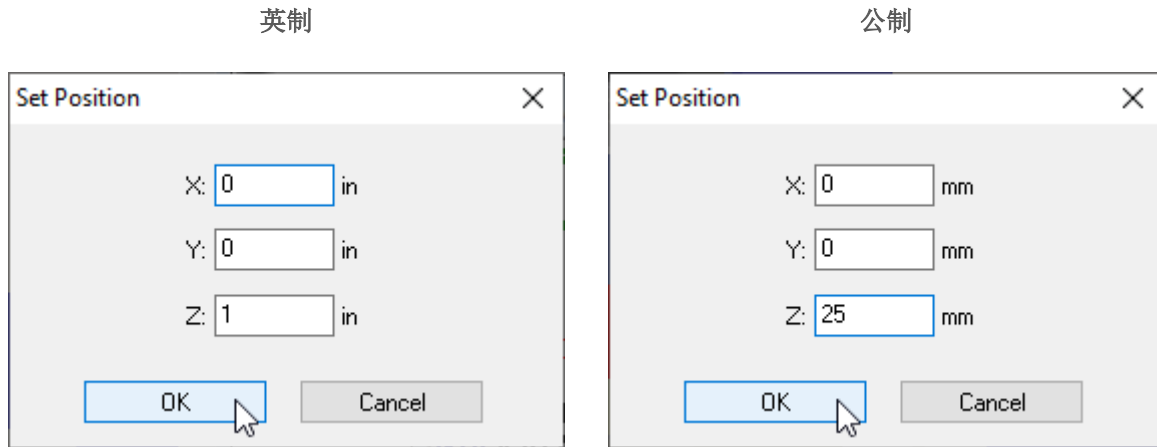 英制
公制
Set Position
X: 0 in
Y: 0 in
Z: 1 in
OK Cancel
Set Position
X: 0 mm
Y: 0 mm
Z: 25 mm
OK Cancel